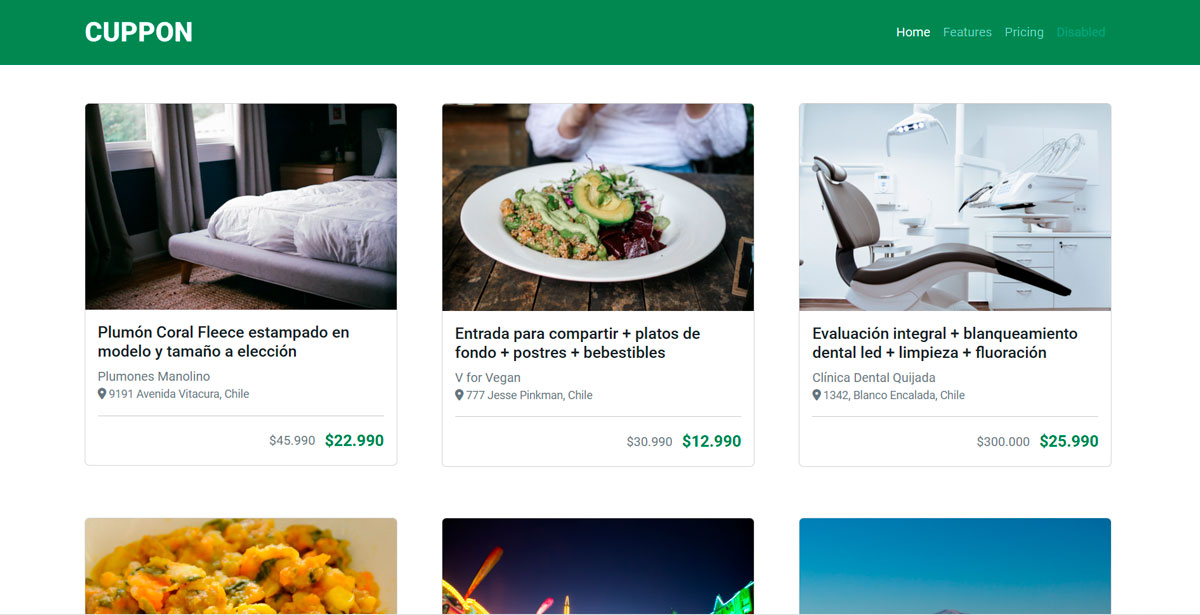 CUPPON
Home Features Pricing Disabled
Plumón Coral Fleece estampado en
modelo y tamaño a elección
Plumones Manolino
9191 Avenida Vitacura, Chile
$45.990 $22.990
Entrada para compartir + platos de
fondo + postres + bebestibles
V for Vegan
777 Jesse Pinkman, Chile
$30.990 $12.990
Evaluación integral + blanqueamiento
dental led + limpieza + fluoración
Clínica Dental Quijada
1342, Blanco Encalada, Chile
$300.000 $25.990